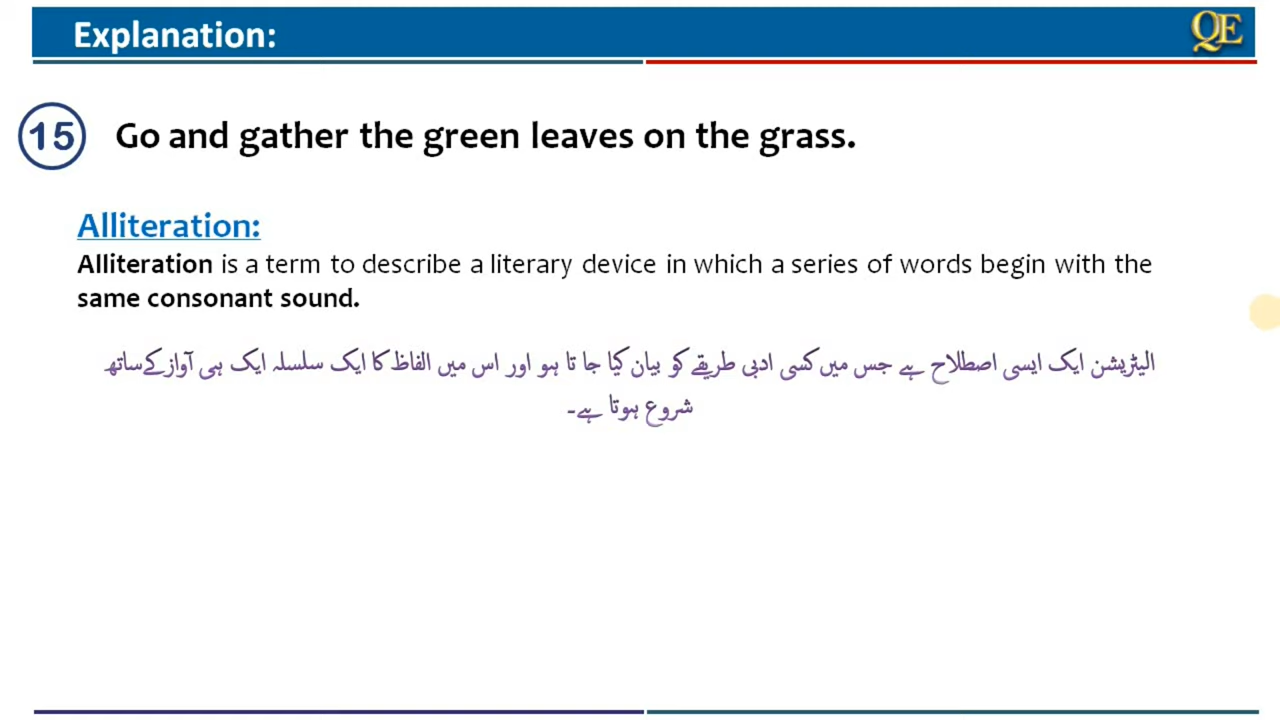 Explanation:
QE
15 Go and gather the green leaves on the grass.
Alliteration:
Alliteration is a term to describe a literary device in which a series of words begin with the
same consonant sound.
الیٹریشن ایک ایسی اصطلاح ہے جس میں کسی ادبی طریقے کو بیان کیا جا تا ہو اور اس میں الفاظ کا ایک سلسلہ ایک ہی آواز کے ساتھ
شروع ہوتا ہے۔